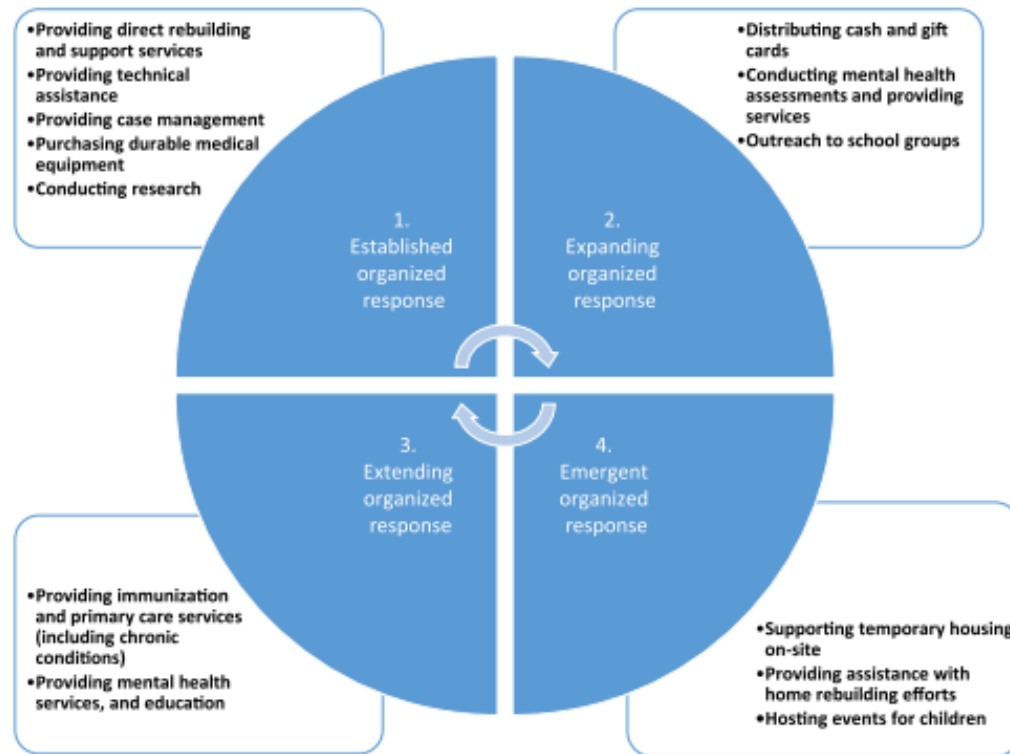 •Providing direct rebuilding
and support services
•Providing technical
assistance
•Providing case management
•Purchasing durable medical
equipment
•Conducting research
•Distributing cash and gift
cards
•Conducting mental health
assessments and providing
services
•Outreach to school groups
1.
Established
organized
response
2.
Expanding
organized
response
3.
Extending
organized
response
4.
Emergent
organized
response
•Providing immunization
and primary care services
(including chronic
conditions)
•Providing mental health
services, and education
•Supporting temporary housing
on-site
•Providing assistance with
home rebuilding efforts
•Hosting events for children